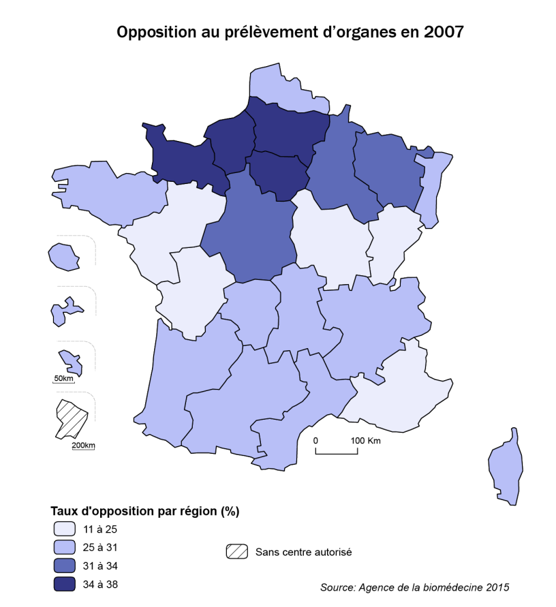 Opposition au prélèvement d'organes en 2007
50km
200km
0 100 Km
Taux d'opposition par région (%)
11 à 25
25 à 31
31 à 34
34 à 38
Sans centre autorisé
Source: Agence de la biomédecine 2015